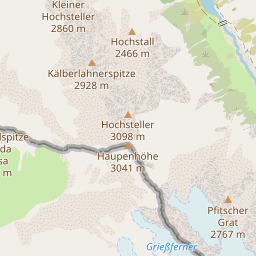 Kleiner
Hochsteller
2860 m
Hochstall
2466 m
Kälberlahnerspitze
2928 m
Hochsteller
3098 m
Haupenhöhe
3041 m
Pfitscher
Grat
2767 m
Grießferner